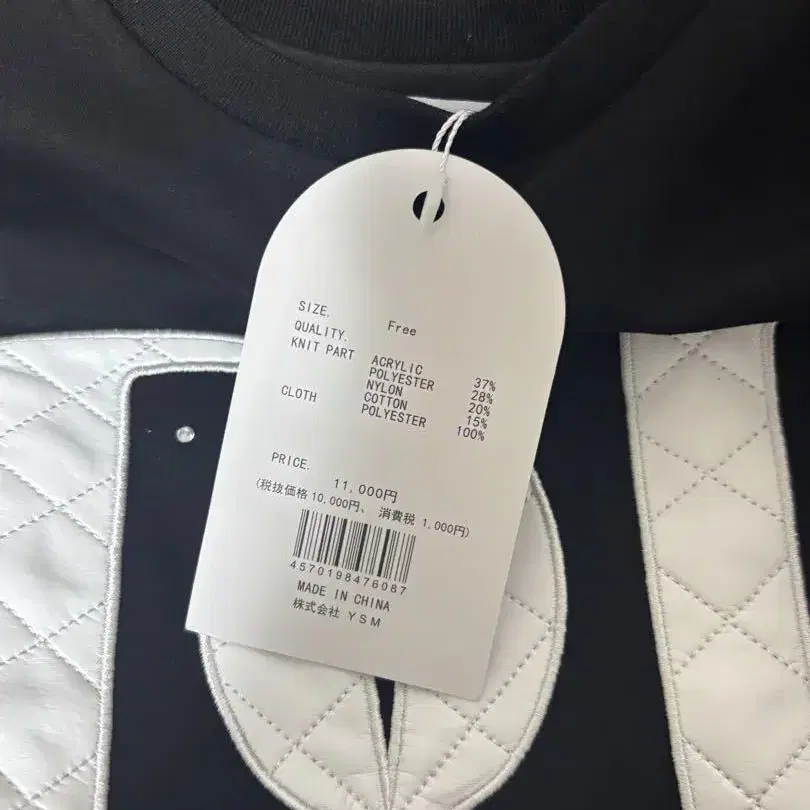 SIZE. Free
QUALITY.
KNIT PART ACRYLIC 37%
POLYESTER 28%
NYLON 20%
COTTON 15%
CLOTH POLYESTER 100%
PRICE.
11,000円
(税抜価格 10,000円、 消費税 1,000円)
4570198476087
MADE IN CHINA
株式会社 YSM